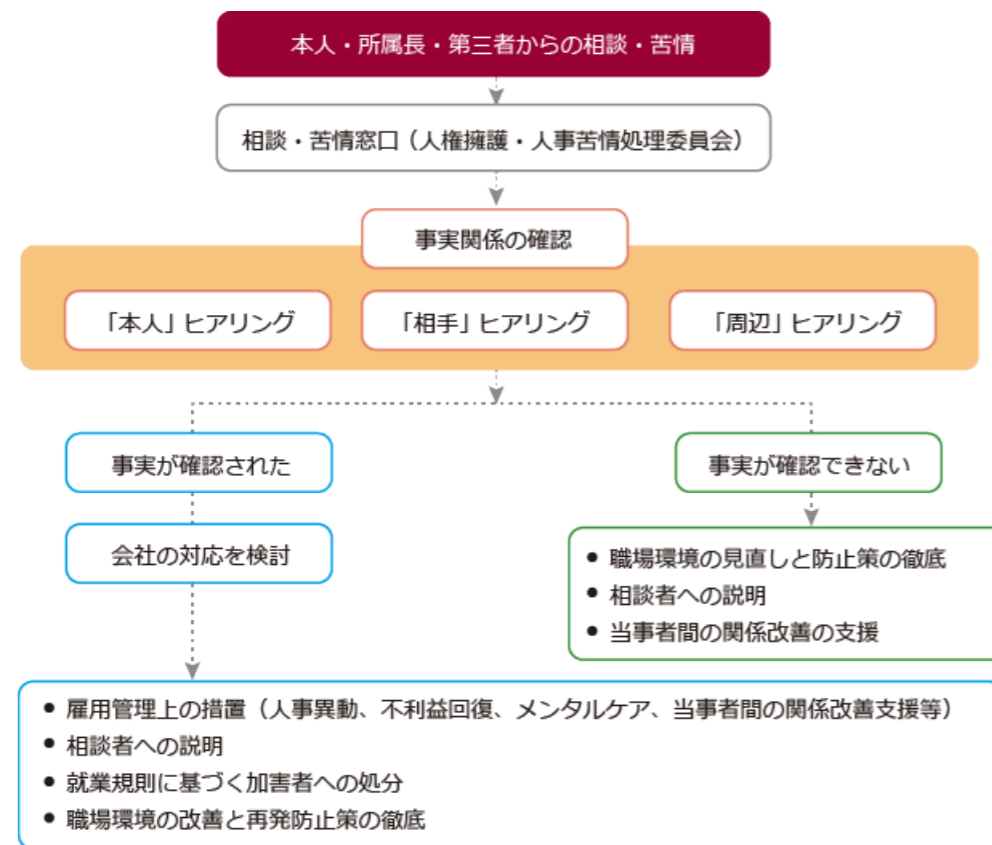 本人・所属長・第三者からの相談・苦情
相談・苦情窓口（人権擁護・人事苦情処理委員会）
事実関係の確認
「本人」ヒアリング
「相手」ヒアリング
「周辺」ヒアリング
事実が確認された
事実が確認できない
会社の対応を検討
● 職場環境の見直しと防止策の徹底
● 相談者への説明
● 当事者間の関係改善の支援
● 雇用管理上の措置（人事異動、不利益回復、メンタルケア、当事者間の関係改善支援等）
● 相談者への説明
● 就業規則に基づく加害者への処分
● 職場環境の改善と再発防止策の徹底